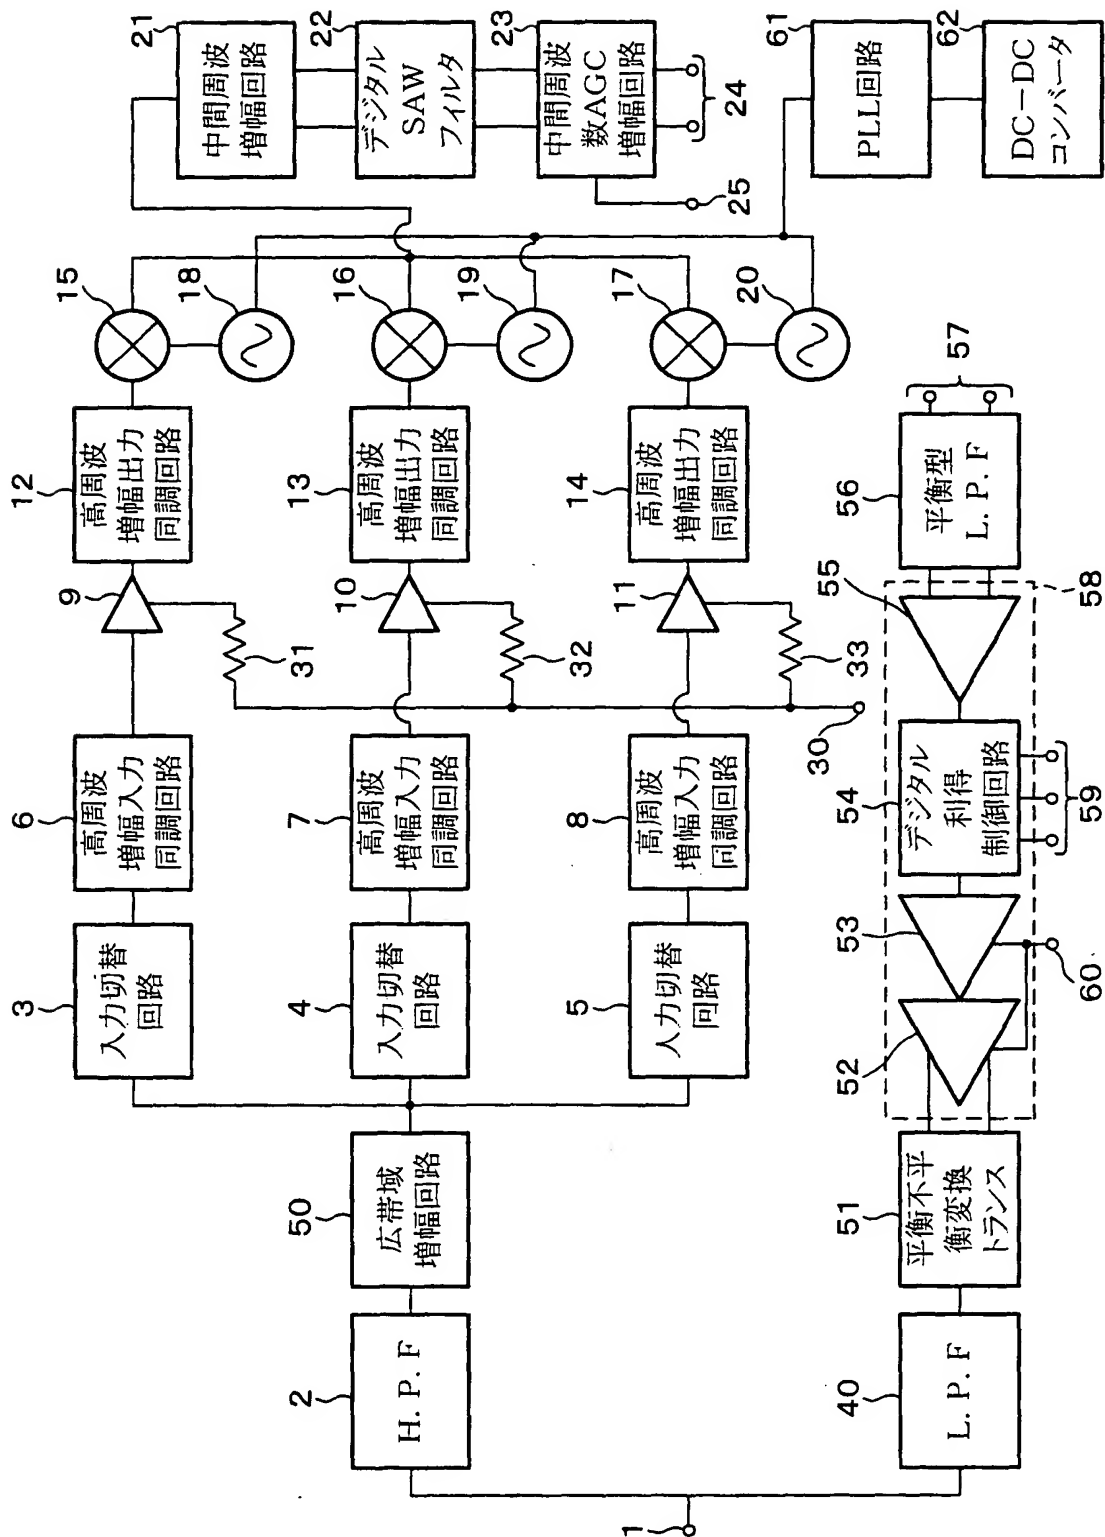 1
2
H. P. F
50
広帯域
増幅回路
3
入力切替
回路
6
高周波
増幅入力
同調回路
9
31
12
高周波
増幅出力
同調回路
15
18
4
入力切替
回路
7
高周波
増幅入力
同調回路
10
32
13
高周波
増幅出力
同調回路
16
19
5
入力切替
回路
8
高周波
増幅入力
同調回路
11
33
30
14
高周波
増幅出力
同調回路
17
20
21
中間周波
増幅回路
22
デジタル
SAW
フィルタ
23
中間周波
数AGC
増幅回路
24
25
61
PLL回路
62
DC-DC
コンバータ
40
L. P. F
51
平衡不平
衡変換
トランス
52
53
60
54
デジタル
利得
制御回路
59
55
58
56
平衡型
L. P. F
57